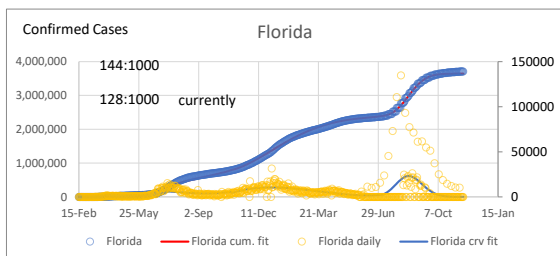 Confirmed Cases
Florida
144:1000
128:1000 currently
4,000,000
3,000,000
2,000,000
1,000,000
0
150000
100000
50000
0
15-Feb 25-May 2-Sep 11-Dec 21-Mar 29-Jun 7-Oct 15-Jan
Florida Florida cum. fit Florida daily Florida crv fit